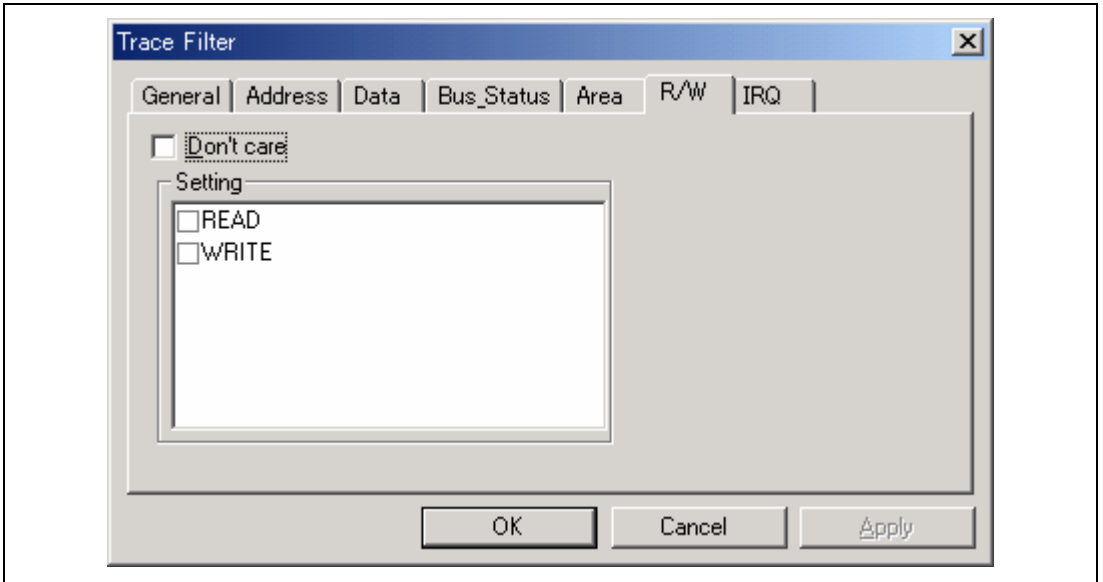 Trace Filter
General Address Data Bus_Status Area R/W IRQ
Don't care
Setting
READ
WRITE
OK Cancel Apply